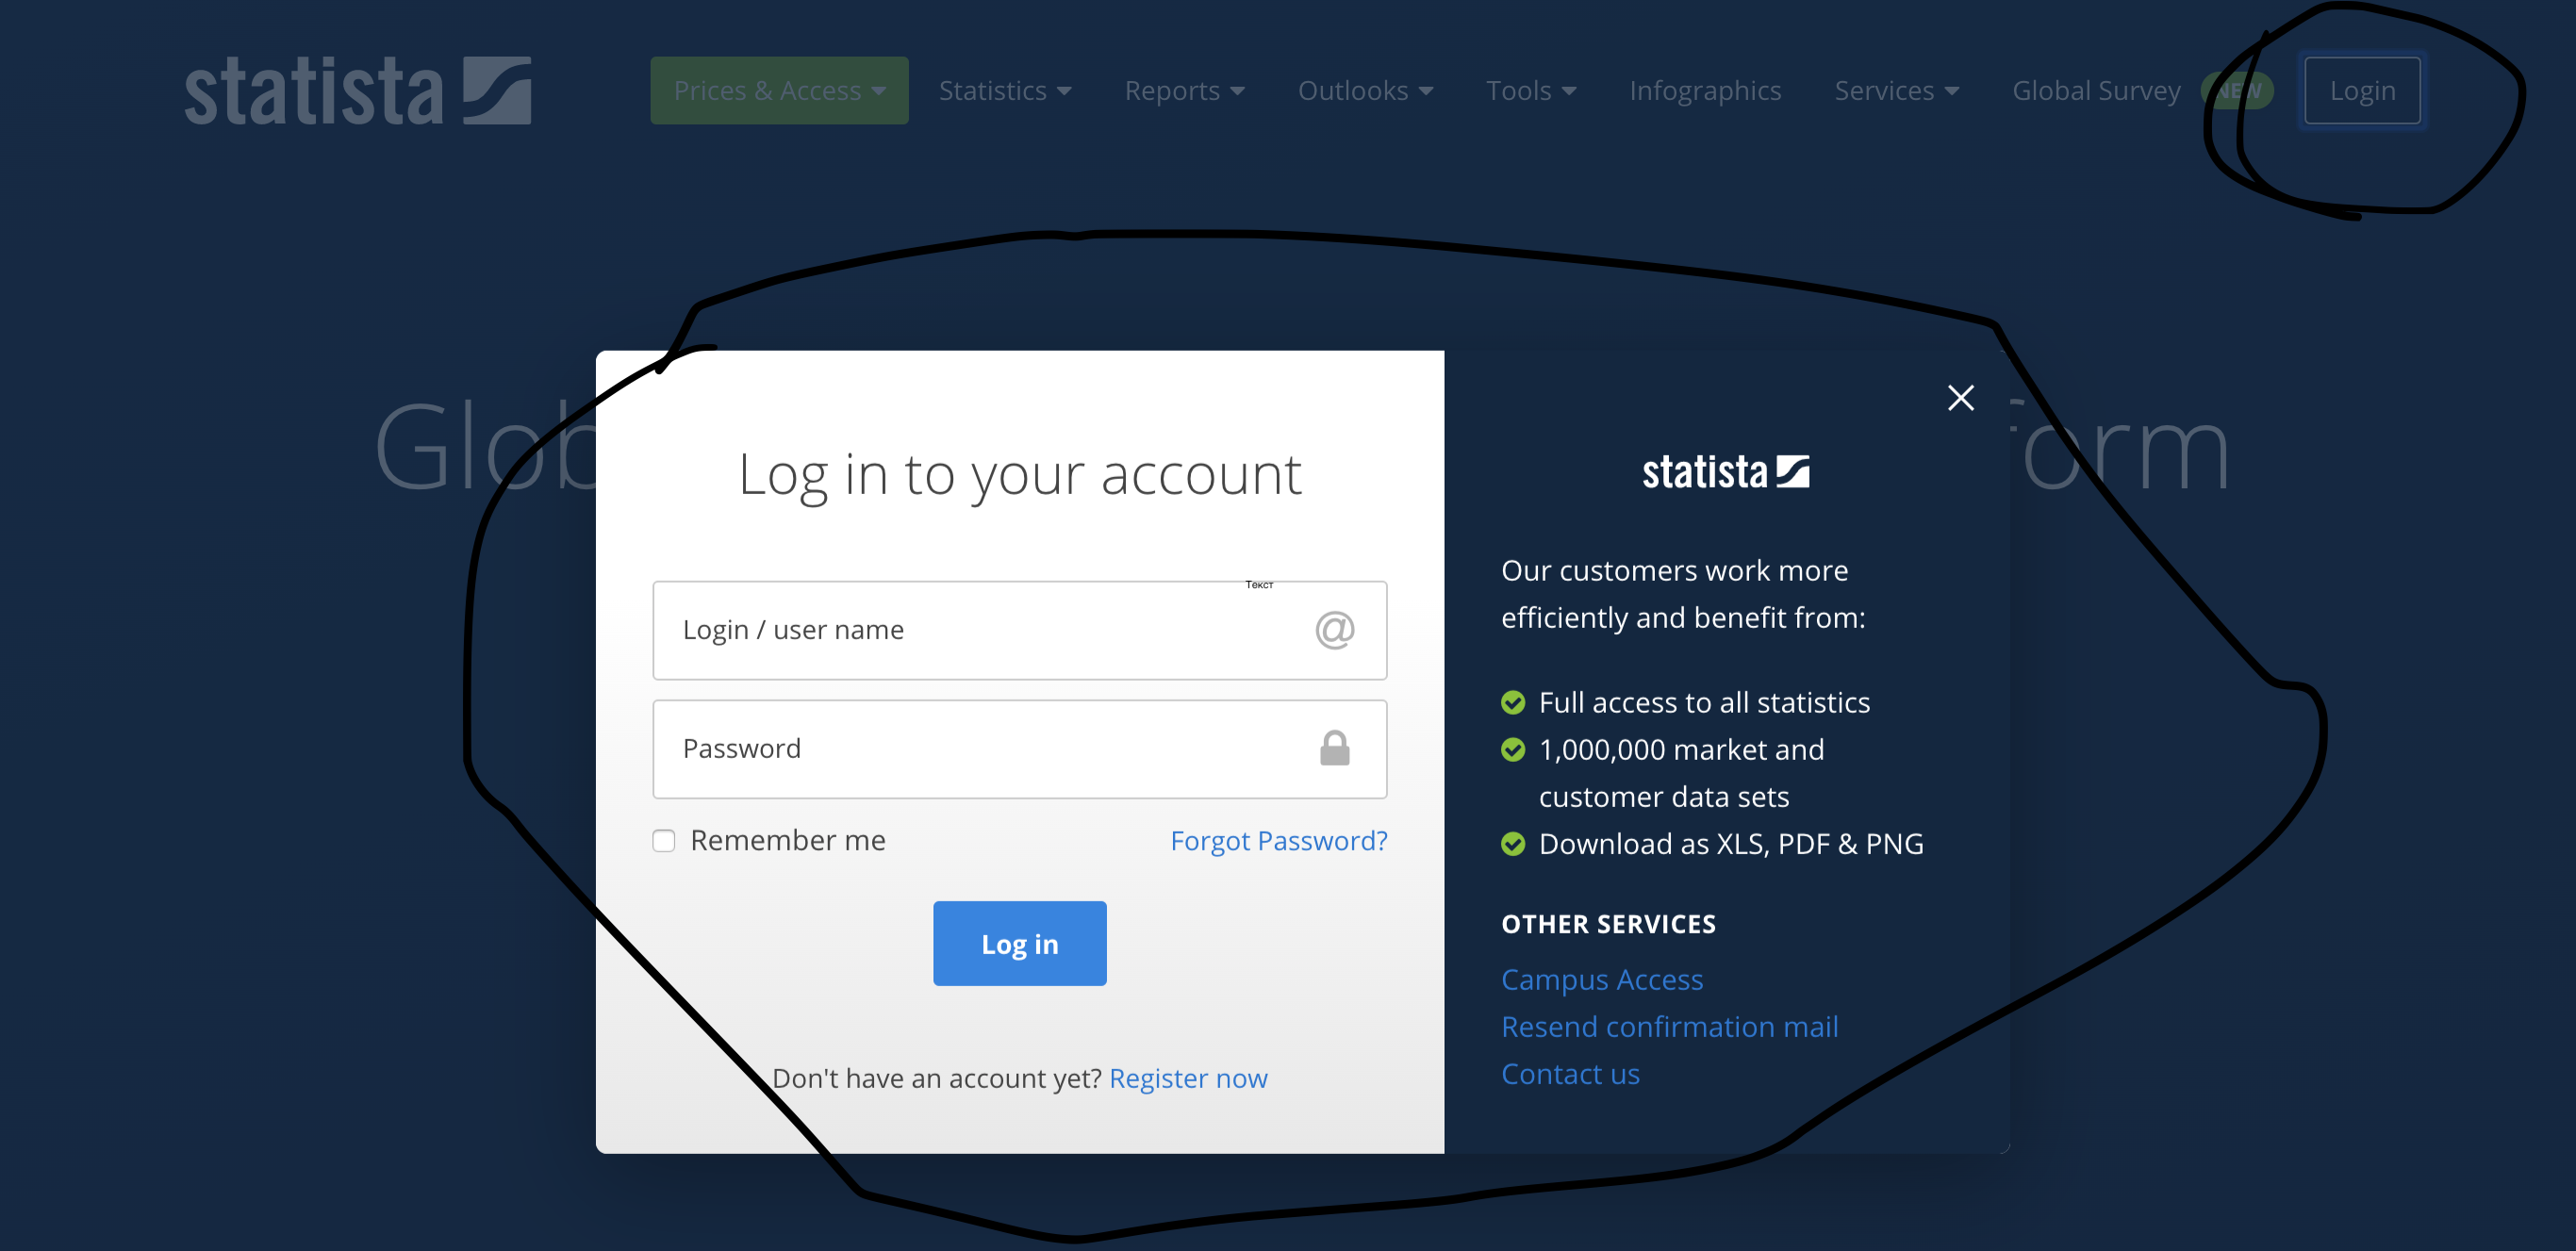 statista
Prices & Access Statistics Reports Outlooks Tools Infographics Services Global Survey NEW Login
Glob
form
Log in to your account
Текст
Login / user name
@
Password
Remember me Forgot Password?
Log in
Don't have an account yet? Register now
statista
Our customers work more
efficiently and benefit from:
Full access to all statistics
1,000,000 market and
customer data sets
Download as XLS, PDF & PNG
OTHER SERVICES
Campus Access
Resend confirmation mail
Contact us